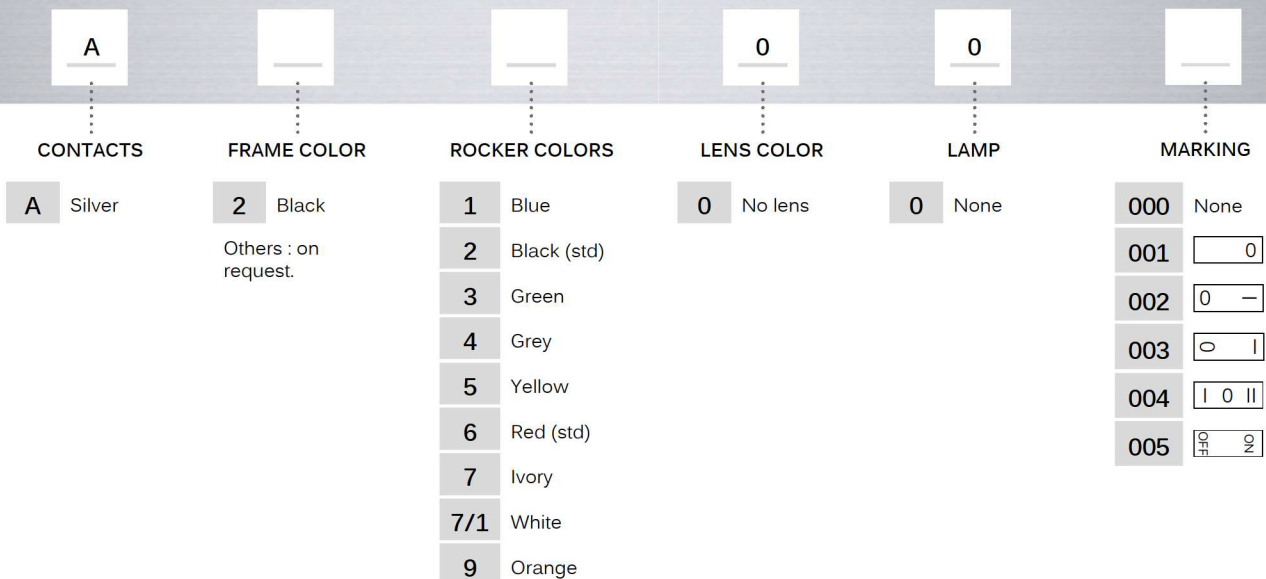 A 0 0
CONTACTS FRAME COLOR ROCKER COLORS LENS COLOR LAMP MARKING
A Silver 2 Black 1 Blue 0 No lens 0 None 000 None
Others : on
request.
2 Black (std)
3 Green
4 Grey
5 Yellow
6 Red (std)
7 Ivory
7/1 White
9 Orange
001 0
002 0 —
003 0 |
004 | 0 ||
005 OFF ON